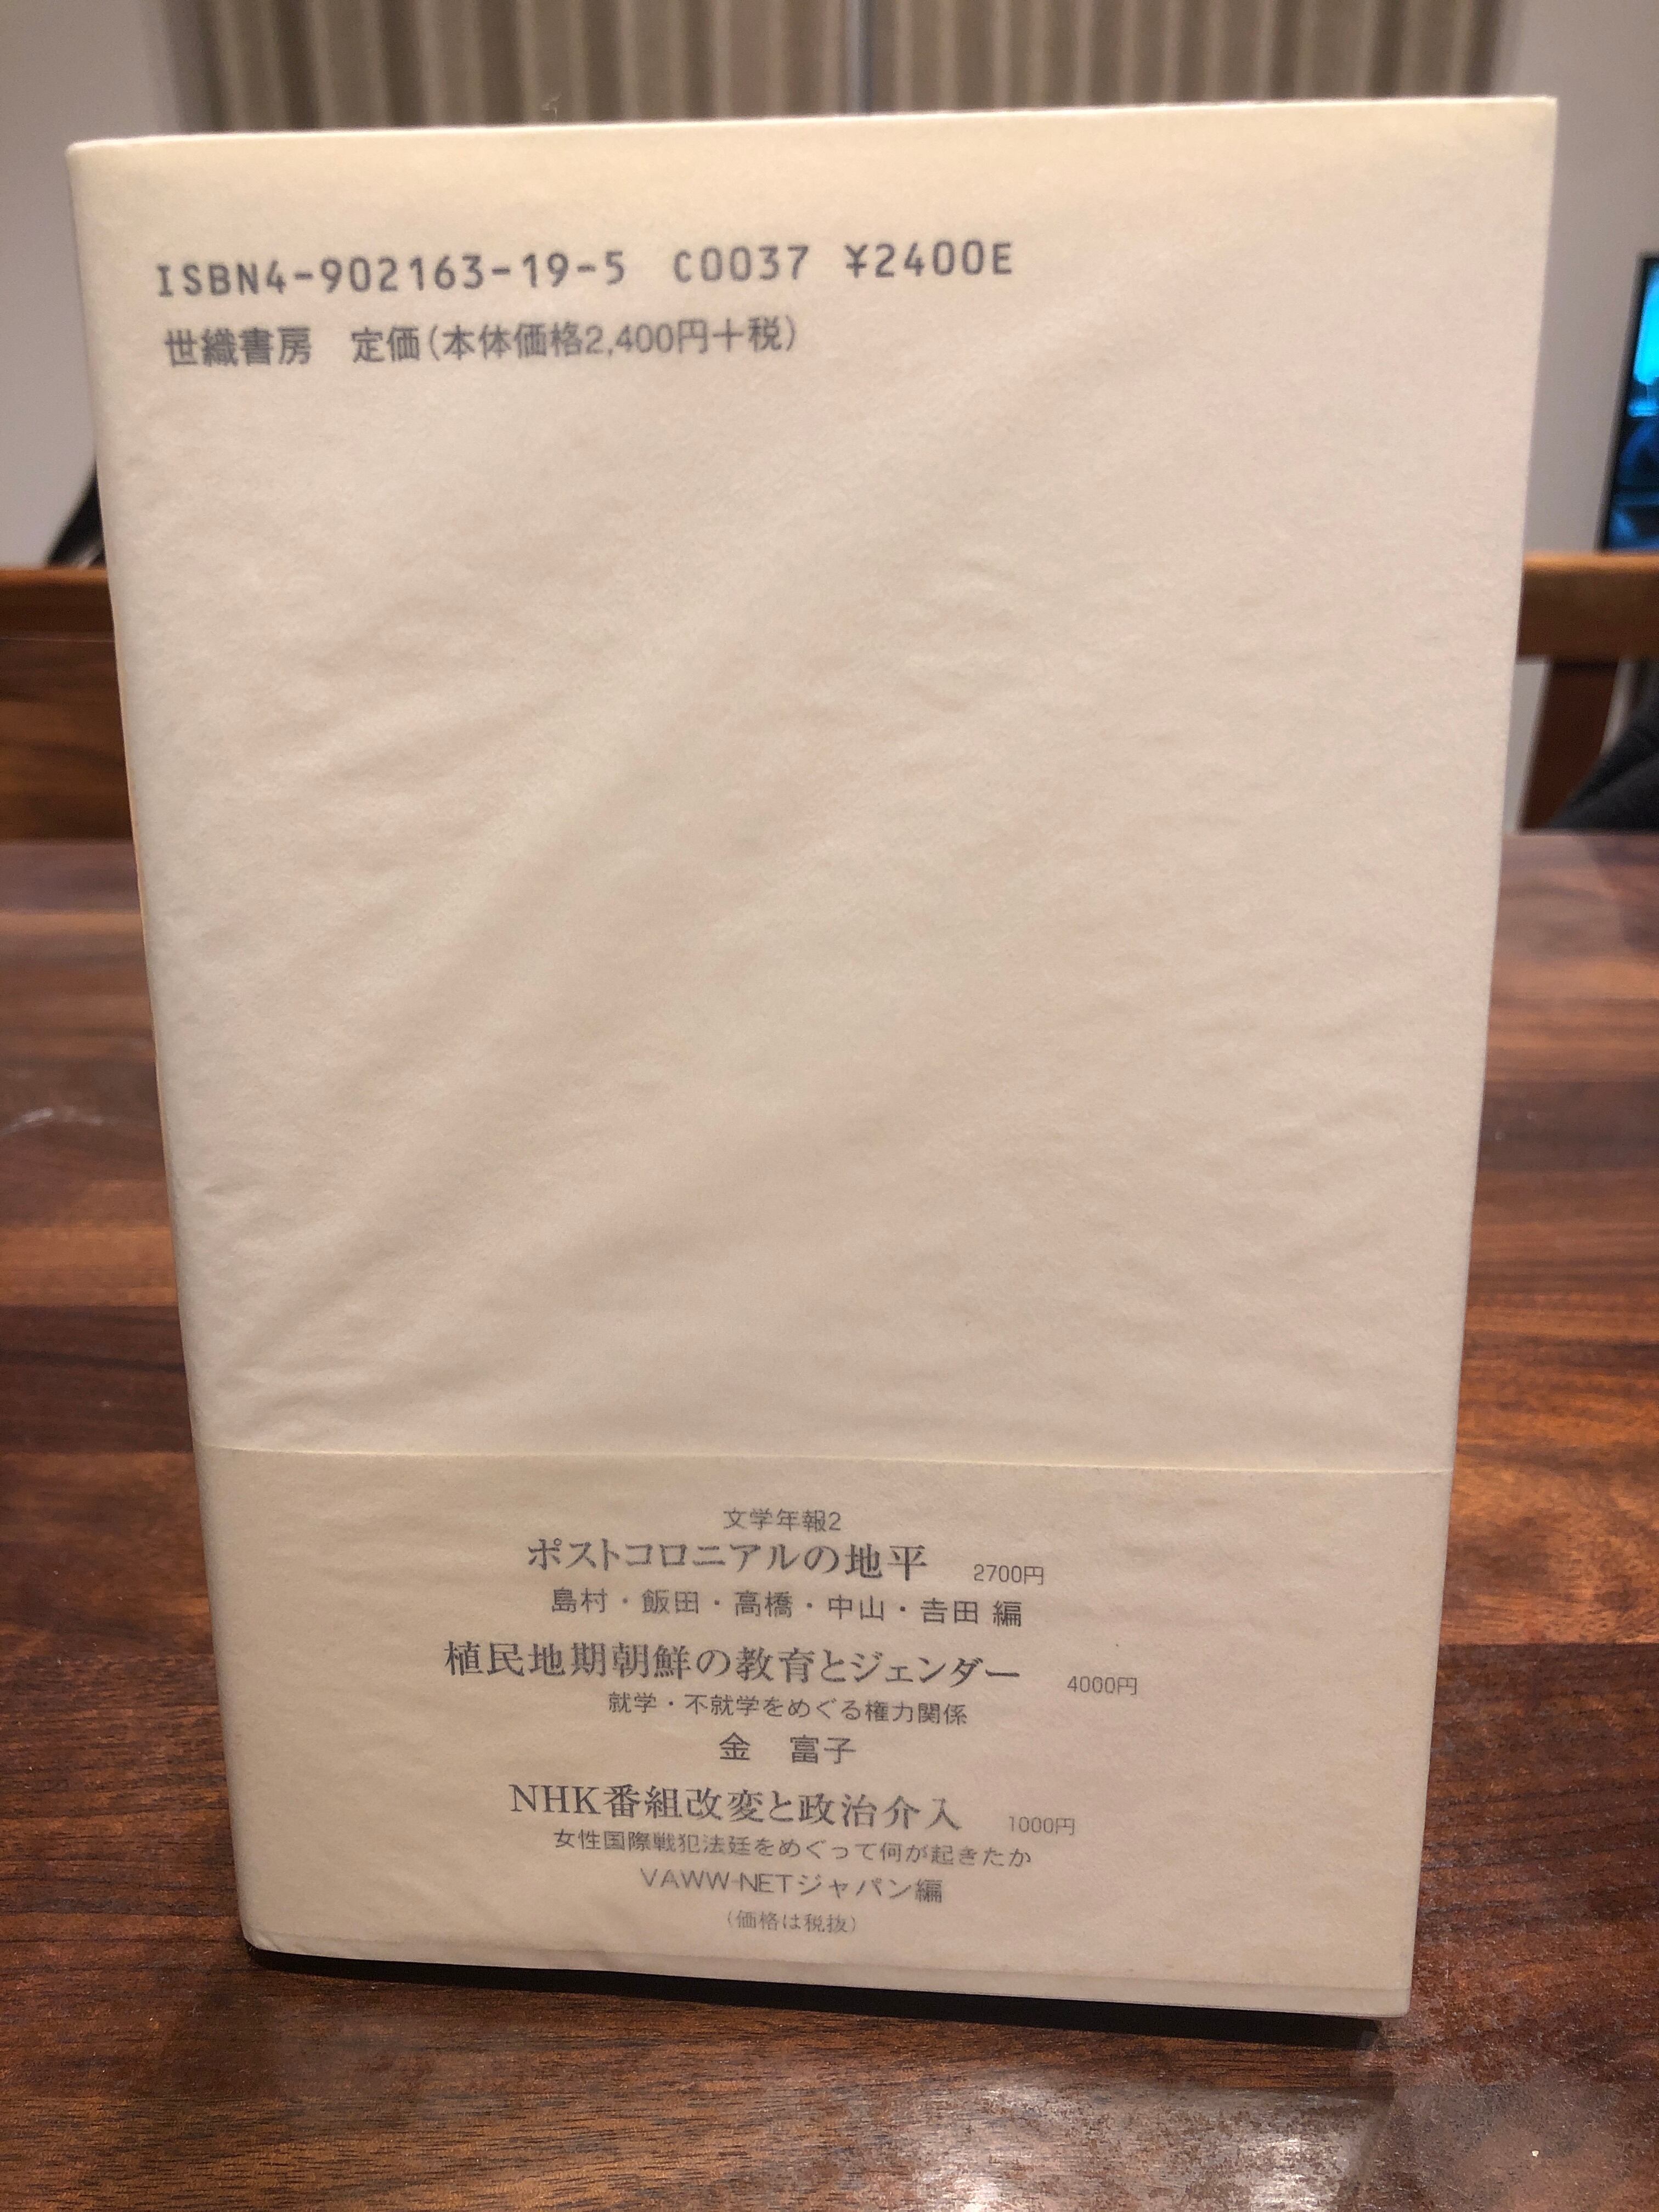 ISBN4-902163-19-5 C0037 ¥2400E
世織書房 定価(本体価格2,400円＋税)
文学年報2
ポストコロニアルの地平 2700円
島村・飯田・高橋・中山・𠮷田 編
植民地期朝鮮の教育とジェンダー 4000円
就学・不就学をめぐる権力関係
金 富子
NHK番組改変と政治介入 1000円
女性国際戦犯法廷をめぐって何が起きたか
VAWW-NETジャパン編
(価格は税抜)